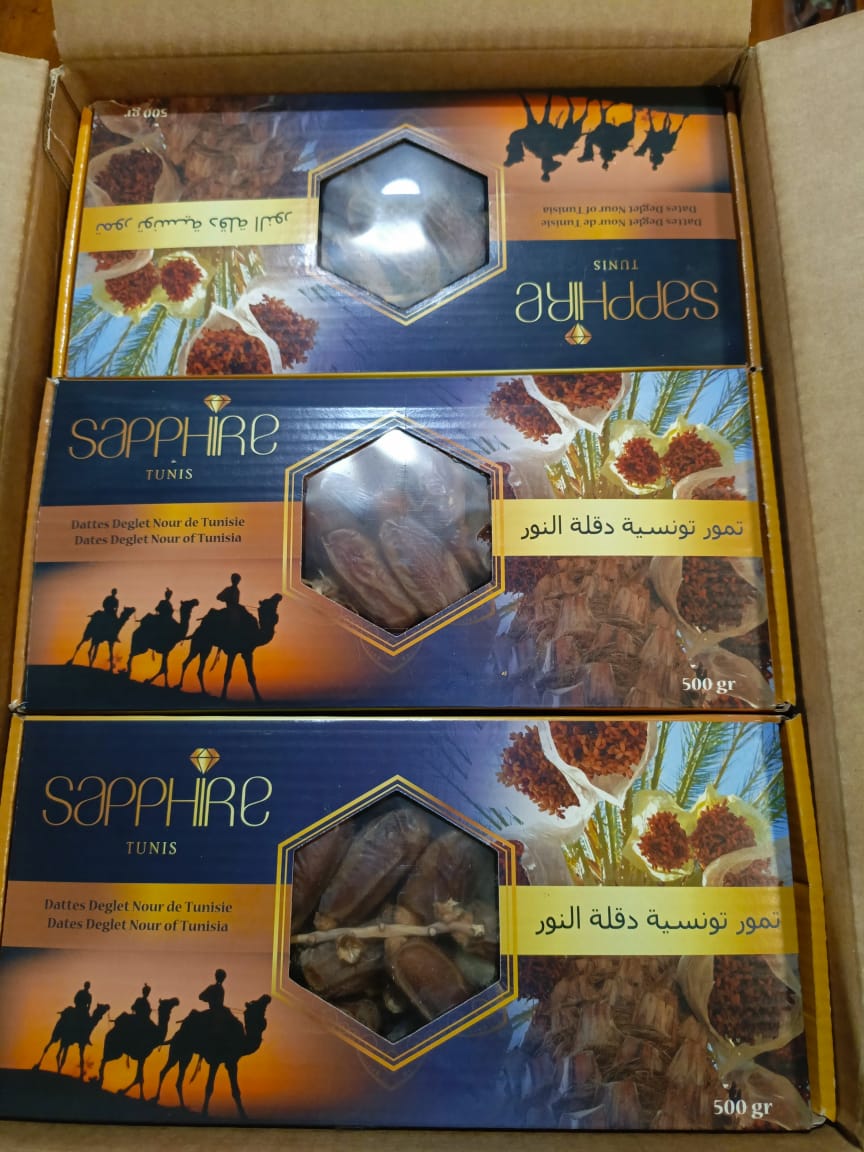 500 gr
تمور تونسية دقلة النور
Dattes Deglet Nour de Tunisie
Dates Deglet Nour of Tunisia
SAPPHIRE
TUNIS
SAPPHIRE
TUNIS
Dattes Deglet Nour de Tunisie
Dates Deglet Nour of Tunisia
تمور تونسية دقلة النور
500 gr
SAPPHIRE
TUNIS
Dattes Deglet Nour de Tunisie
Dates Deglet Nour of Tunisia
تمور تونسية دقلة النور
500 gr